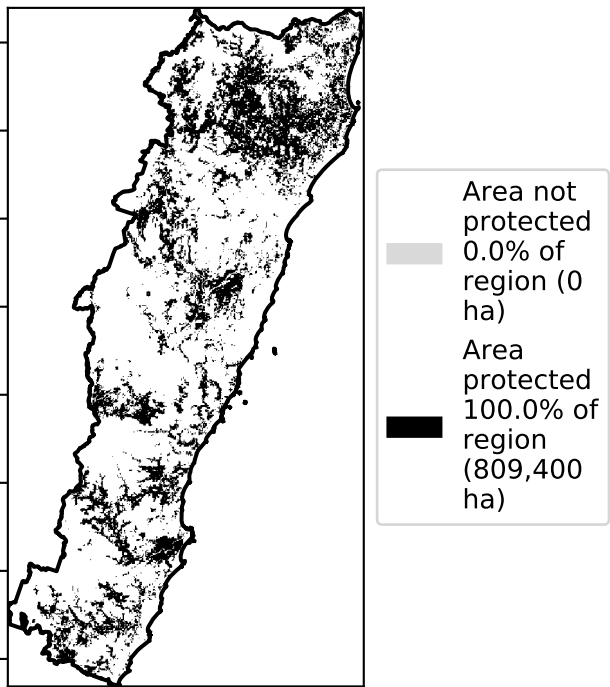 Area not
protected
0.0% of
region (0
ha)
Area
protected
100.0% of
region
(809,400
ha)